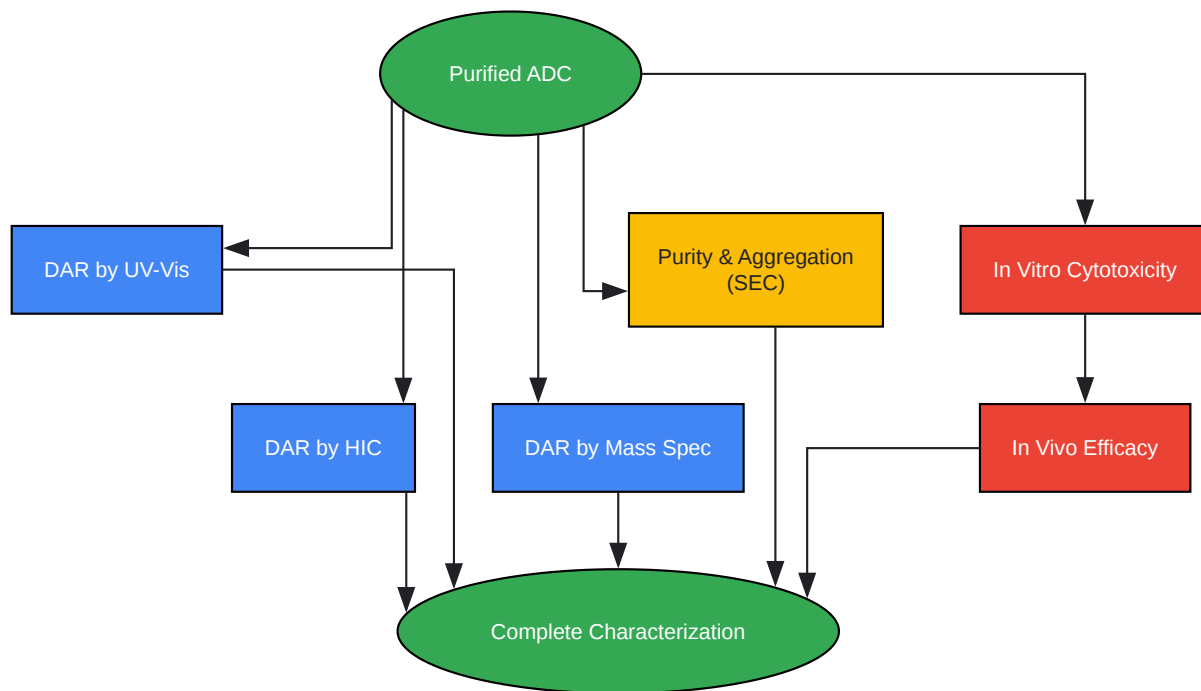 Purified ADC
DAR by UV-Vis
Purity & Aggregation
(SEC)
In Vitro Cytotoxicity
DAR by HIC
DAR by Mass Spec
In Vivo Efficacy
Complete Characterization